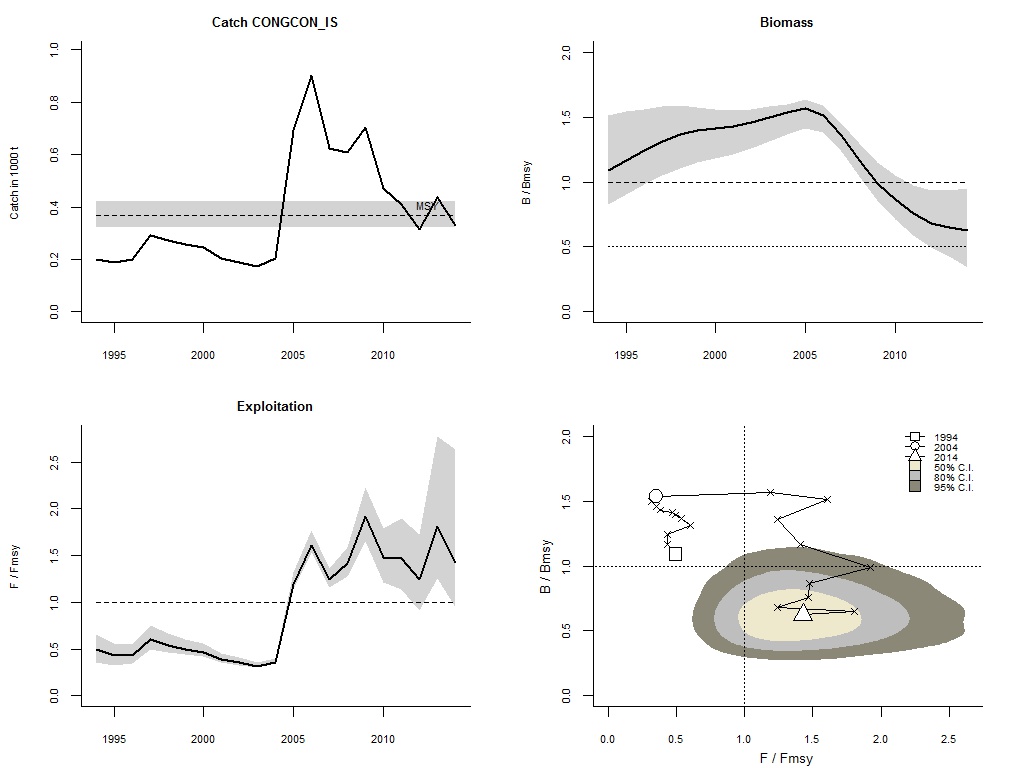 Catch CONGCON_IS
Catch in 1000 t
0.0 0.2 0.4 0.6 0.8 1.0
MSY
1995 2000 2005 2010
Biomass
B / Bmsy
0.0 0.5 1.0 1.5 2.0
1995 2000 2005 2010
Exploitation
F / Fmsy
0.0 0.5 1.0 1.5 2.0 2.5
1995 2000 2005 2010
B / Bmsy
0.0 0.5 1.0 1.5 2.0
1994
2004
2014
50% C.I.
80% C.I.
95% C.I.
0.0 0.5 1.0 1.5 2.0 2.5
F / Fmsy